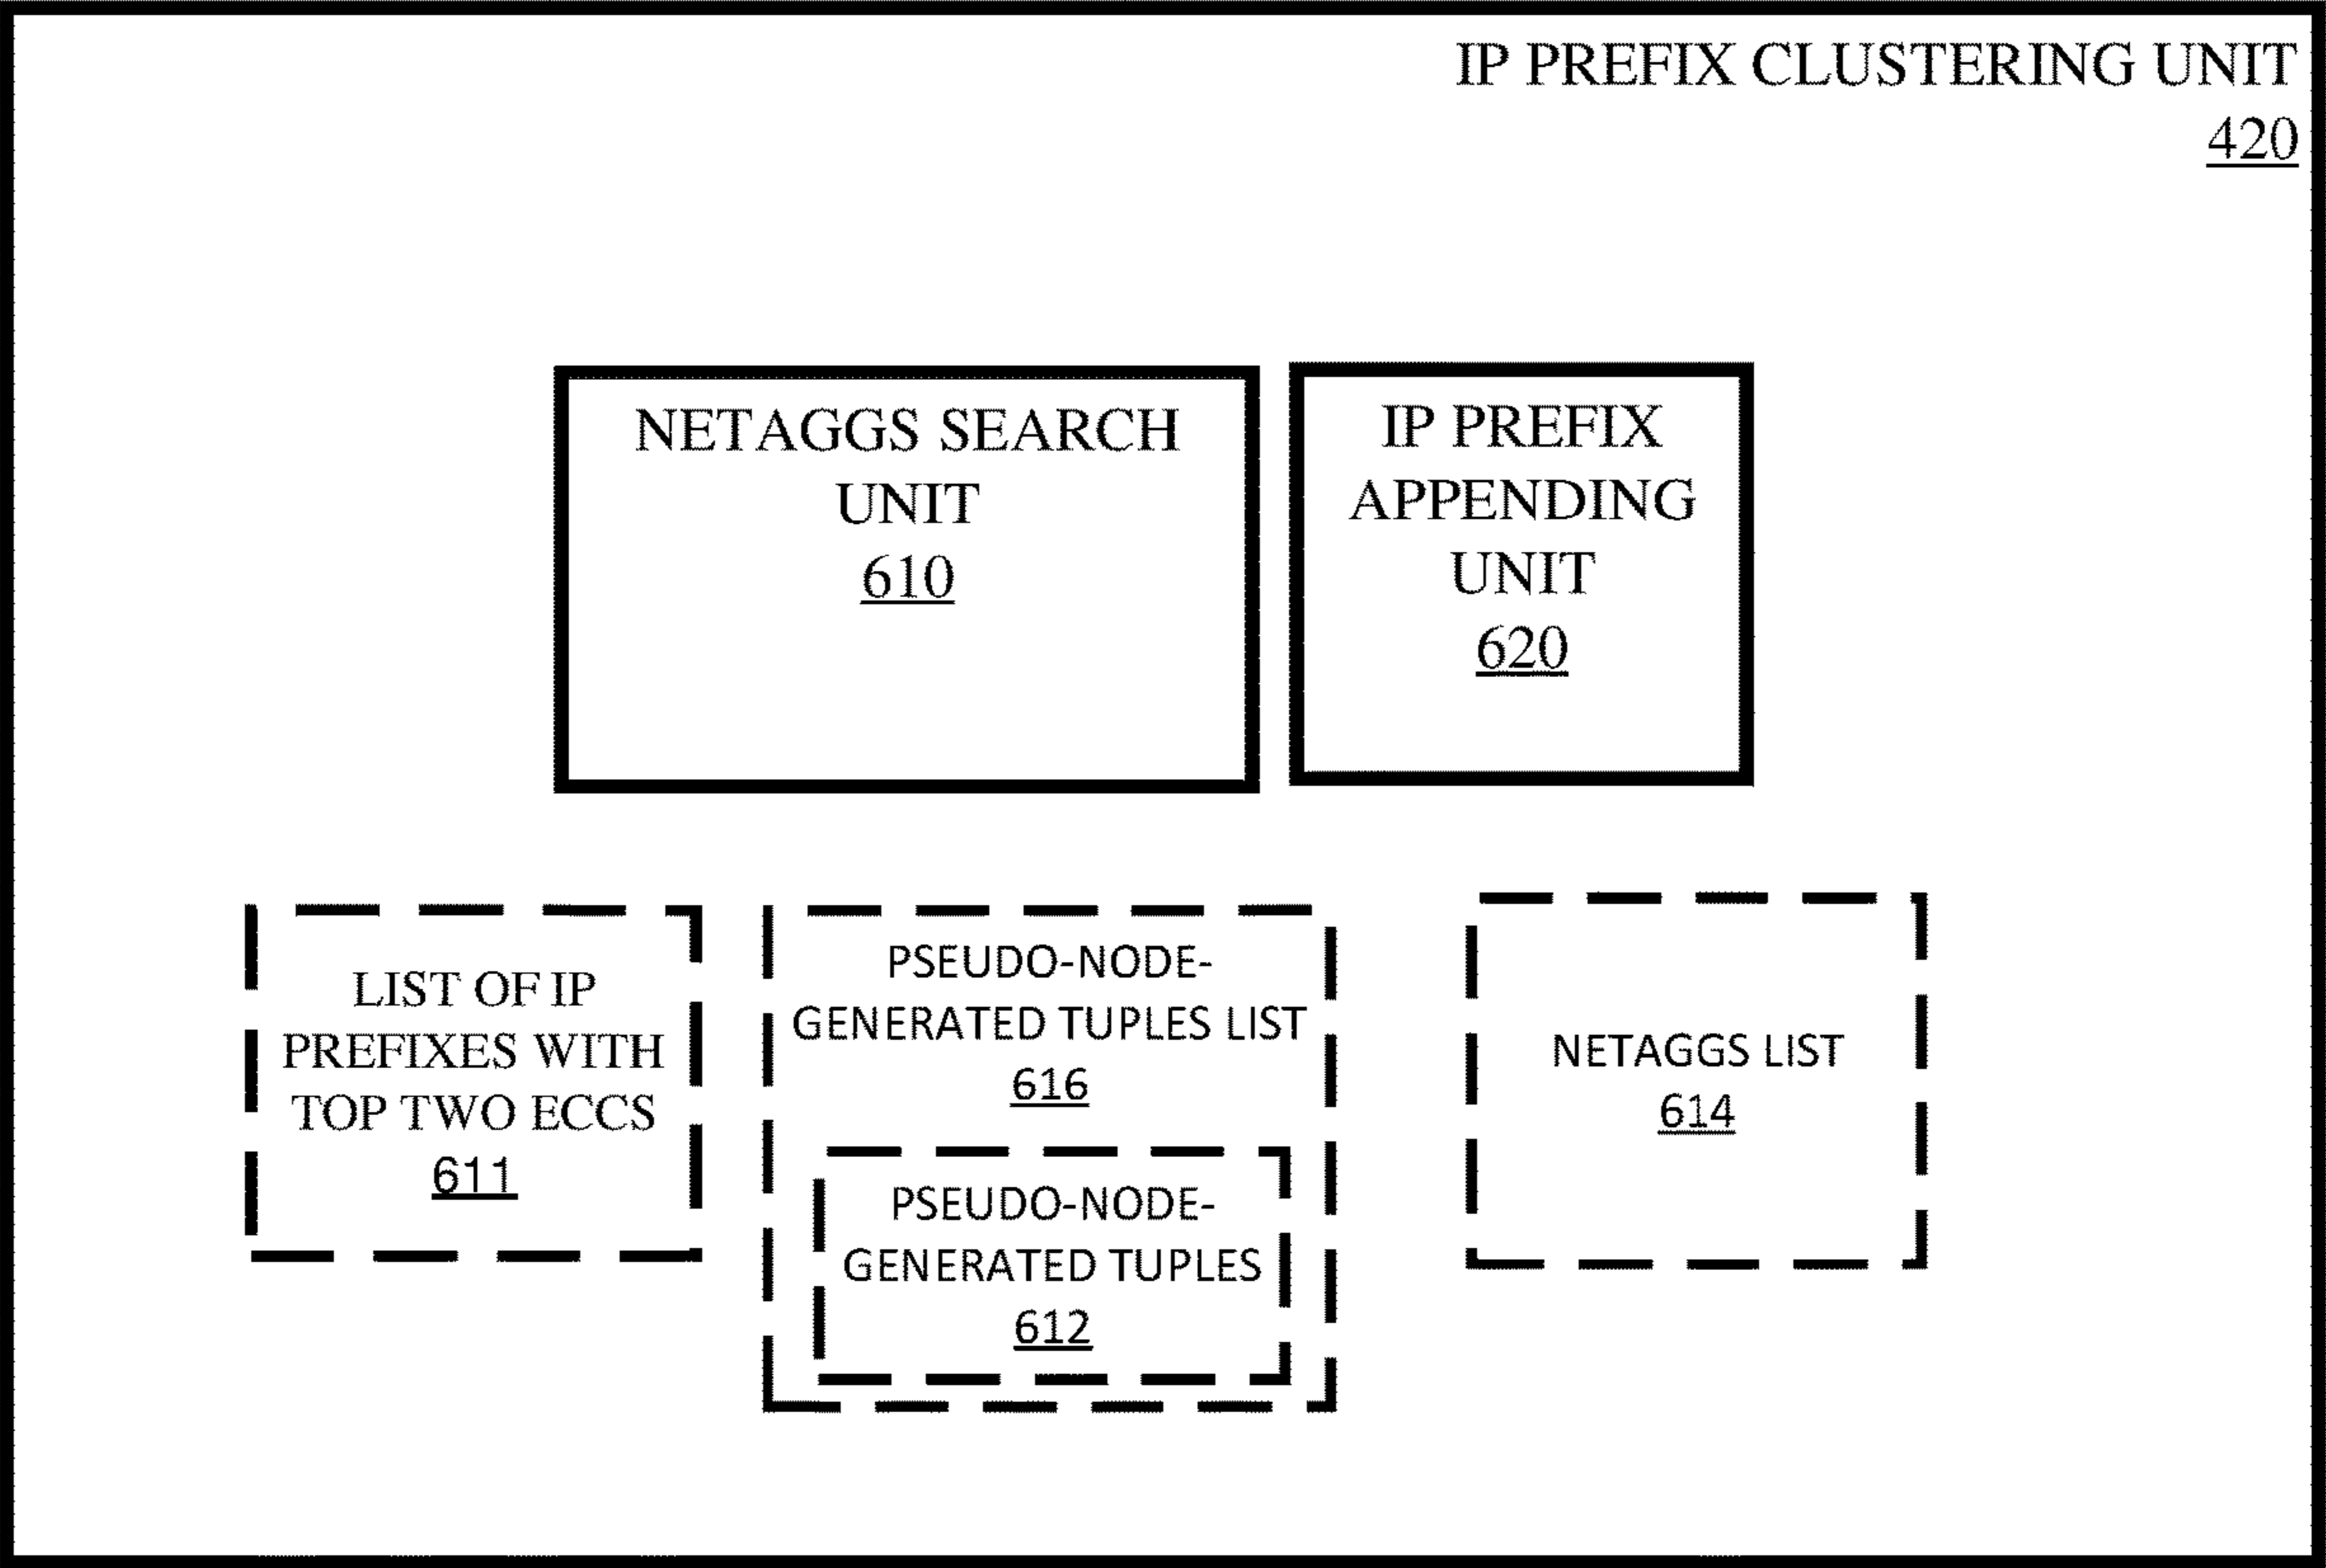 IP PREFIX CLUSTERING UNIT
420
NETAGGS SEARCH
UNIT
610
IP PREFIX
APPENDING
UNIT
620
LIST OF IP
PREFIXES WITH
TOP TWO ECCS
611
PSEUDO-NODE-
GENERATED TUPLES LIST
616
PSEUDO-NODE-
GENERATED TUPLES
612
NETAGGS LIST
614